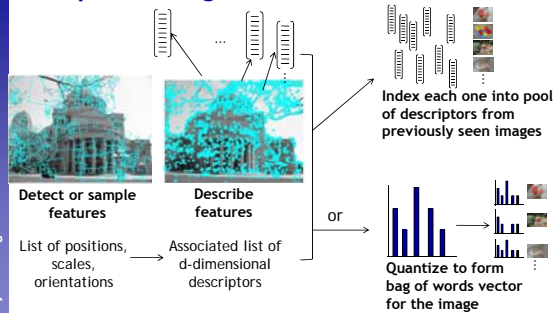 ...
Index each one into pool
of descriptors from
previously seen images
Detect or sample
features
Describe
features
List of positions,
scales,
orientations
Associated list of
d-dimensional
descriptors
or
Quantize to form
bag of words vector
for the image